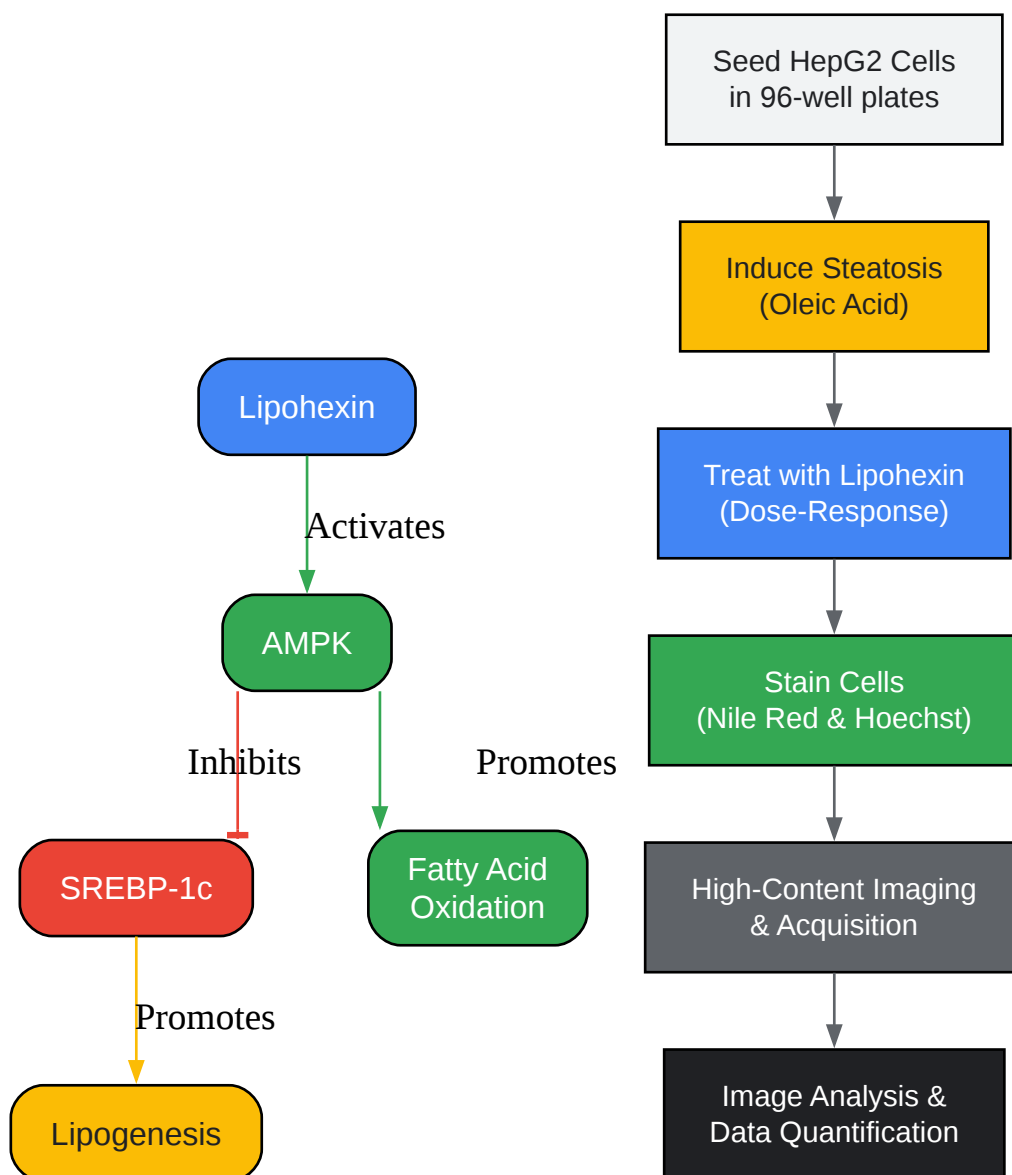 Lipohexin
Activates
AMPK
Inhibits
Promotes
SREBP-1c
Fatty Acid
Oxidation
Promotes
Lipogenesis
Seed HepG2 Cells
in 96-well plates
Induce Steatosis
(Oleic Acid)
Treat with Lipohexin
(Dose-Response)
Stain Cells
(Nile Red & Hoechst)
High-Content Imaging
& Acquisition
Image Analysis &
Data Quantification